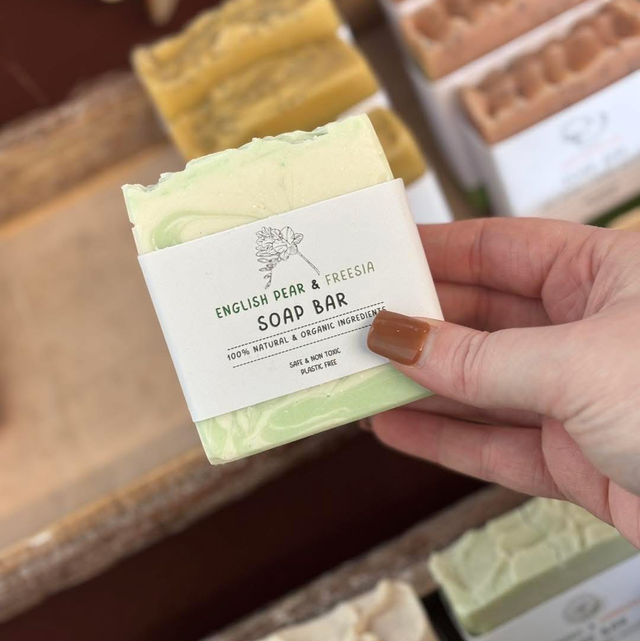 ENGLISH PEAR & FREESIA
SOAP BAR
100% NATURAL & ORGANIC INGREDIENTS
SAFE & NON TOXIC
PLASTIC FREE